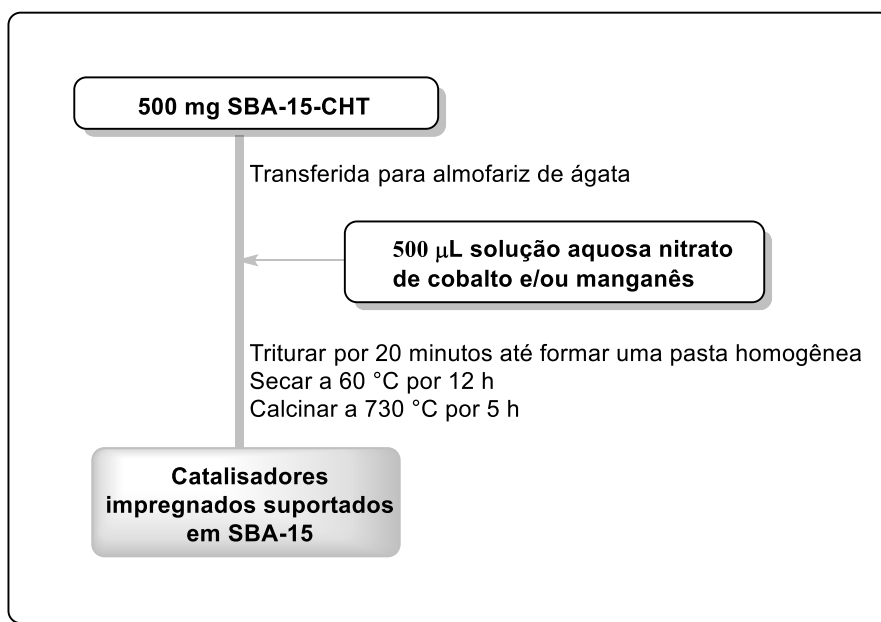 500 mg SBA-15-CHT
Transferida para almofariz de ágata
500 µL solução aquosa nitrato
de cobalto e/ou manganês
Triturar por 20 minutos até formar uma pasta homogênea
Secar a 60 °C por 12 h
Calcinar a 730 °C por 5 h
Catalisadores
impregnados suportados
em SBA-15